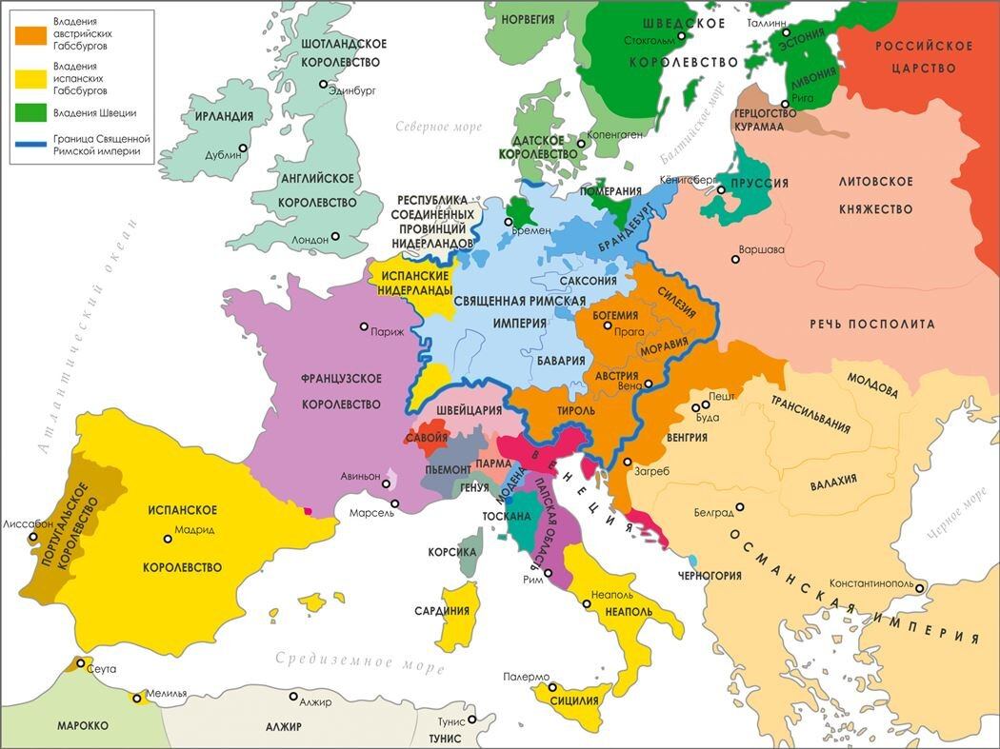 Владения
австрийских
Габсбургов
Владения
испанских
Габсбургов
Владения Швеции
Граница Священной
Римской империи
НОРВЕГИЯ
ШВЕДСКОЕ
Стокгольм
КОРОЛЕВСТВО
Таллинн
ЭСТОНИЯ
ЛИВОНИЯ
Рига
РОССИЙСКОЕ
ЦАРСТВО
ШОТЛАНДСКОЕ
КОРОЛЕВСТВО
Эдинбург
ИРЛАНДИЯ
Дублин
Северное море
Балтийское море
ГЕРЦОГСТВО
КУРАМАА
ДАТСКОЕ
КОРОЛЕВСТВО
Копенгаген
АНГЛИЙСКОЕ
КОРОЛЕВСТВО
Лондон
Кёнигсберг
ПРУССИЯ
ЛИТОВСКОЕ
КНЯЖЕСТВО
ПОМЕРАНИЯ
БРАНДЕБУРГ
Бремен
РЕСПУБЛИКА
СОЕДИНЕННЫХ
ПРОВИНЦИЙ
НИДЕРЛАНДОВ
Варшава
Атлантический океан
ИСПАНСКИЕ
НИДЕРЛАНДЫ
САКСОНИЯ
СВЯЩЕННАЯ РИМСКАЯ
ИМПЕРИЯ
СИЛЕЗИЯ
БОГЕМИЯ
Прага
МОРАВИЯ
РЕЧЬ ПОСПОЛИТА
Париж
ФРАНЦУЗСКОЕ
КОРОЛЕВСТВО
БАВАРИЯ
АВСТРИЯ
Вена
МОЛДОВА
ТРАНСИЛЬВАНИЯ
Пешт
Буда
ВЕНГРИЯ
ШВЕЙЦАРИЯ
ТИРОЛЬ
САВОЙЯ
ПЬЕМОНТ
ПАРМА
ВЕНЕЦИЯ
Загреб
ВАЛАХИЯ
ГЕНУЯ
МОДЕНА
ПАПСКАЯ ОБЛАСТЬ
Авиньон
Марсель
ТОСКАНА
Белград
Черное море
Лиссабон
ПОРТУГАЛЬСКОЕ
КОРОЛЕВСТВО
ИСПАНСКОЕ
Мадрид
КОРОЛЕВСТВО
КОРСИКА
Рим
ЧЕРНОГОРИЯ
ОСМАНСКАЯ ИМПЕРИЯ
Константинополь
САРДИНИЯ
Неаполь
НЕАПОЛЬ
Средиземное море
Сеута
Мелилья
Палермо
СИЦИЛИЯ
МАРОККО
Алжир
АЛЖИР
Тунис
ТУНИС